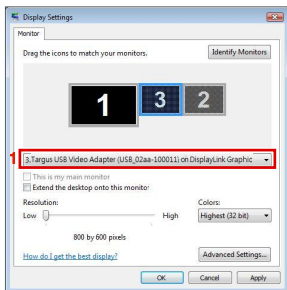 Display Settings
Monitor
Drag the icons to match your monitors.
Identify Monitors
1 3 2
1 3.Targus USB Video Adapter (USB_02aa-100011) on DisplayLink Graphic
This is my main monitor
Extend the desktop onto this monitor
Resolution:
Colors:
Low High
Highest (32 bit)
800 by 600 pixels
How do I get the best display?
Advanced Settings...
OK Cancel Apply